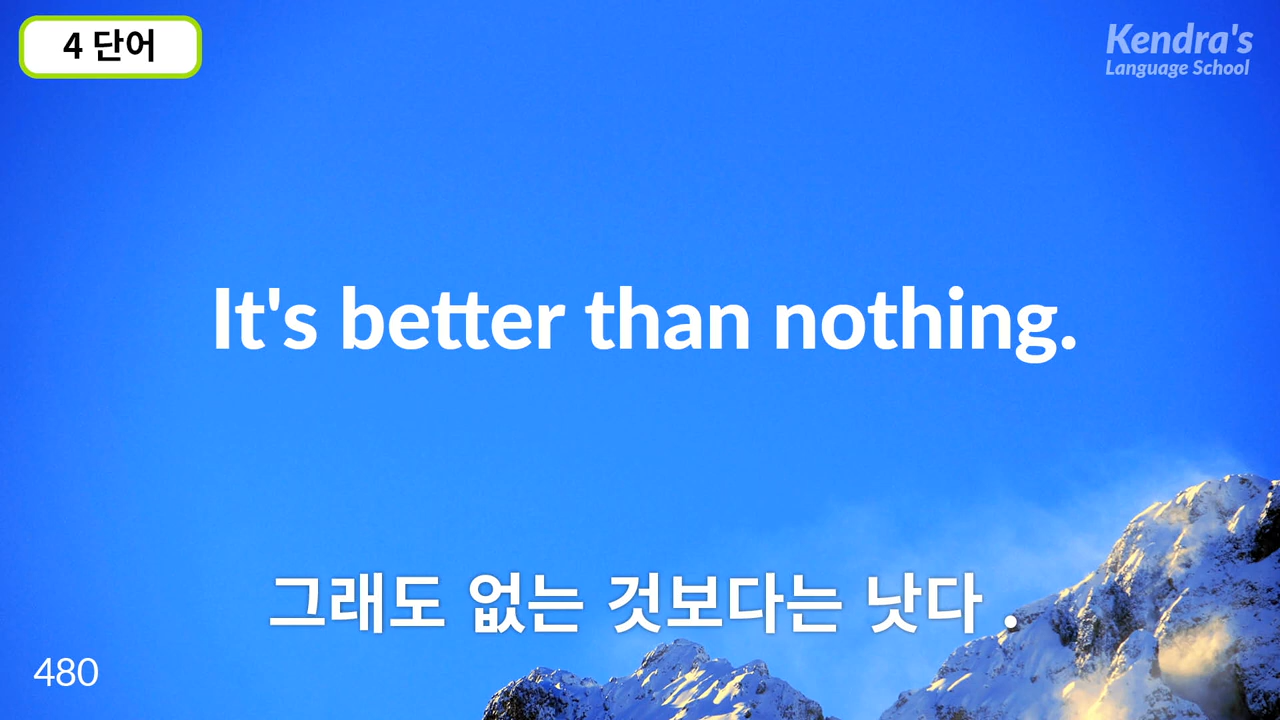 4 단어
Kendra's
Language School
It's better than nothing.
그래도 없는 것보다는 낫다 .
480